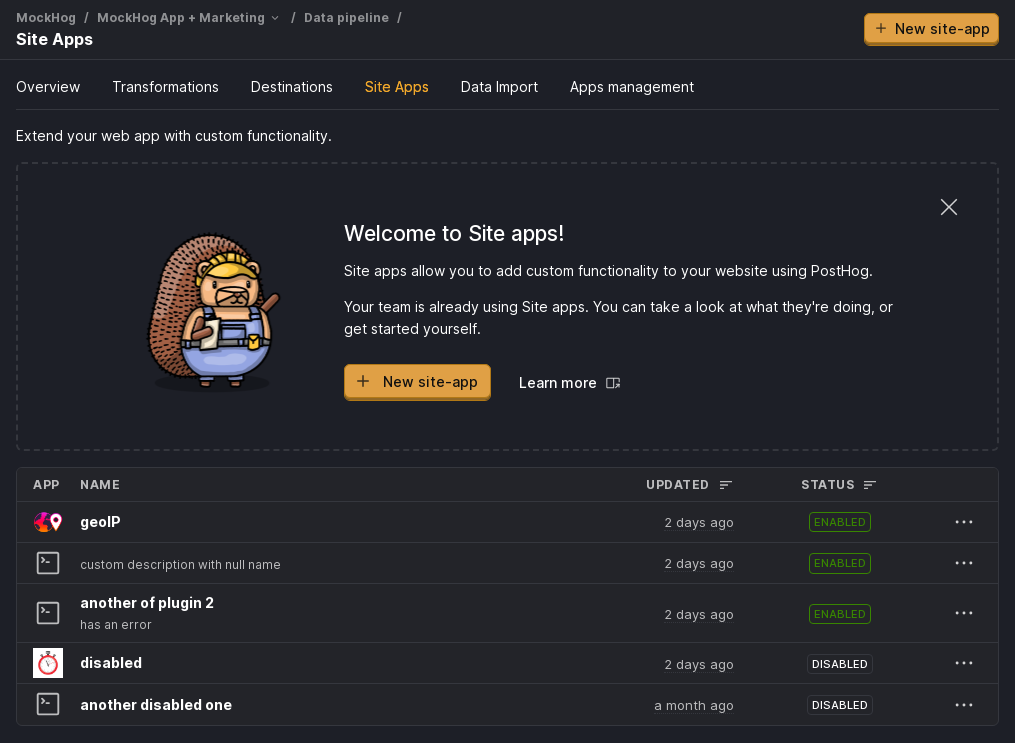 MockHog / MockHog App + Marketing / Data pipeline /
Site Apps
New site-app
Overview Transformations Destinations Site Apps Data Import Apps management
Extend your web app with custom functionality.
Welcome to Site apps!
Site apps allow you to add custom functionality to your website using PostHog.
Your team is already using Site apps. You can take a look at what they're doing, or
get started yourself.
New site-app Learn more
APP NAME UPDATED STATUS
geoIP 2 days ago ENABLED
custom description with null name 2 days ago ENABLED
another of plugin 2 2 days ago ENABLED
has an error
disabled 2 days ago DISABLED
another disabled one a month ago DISABLED